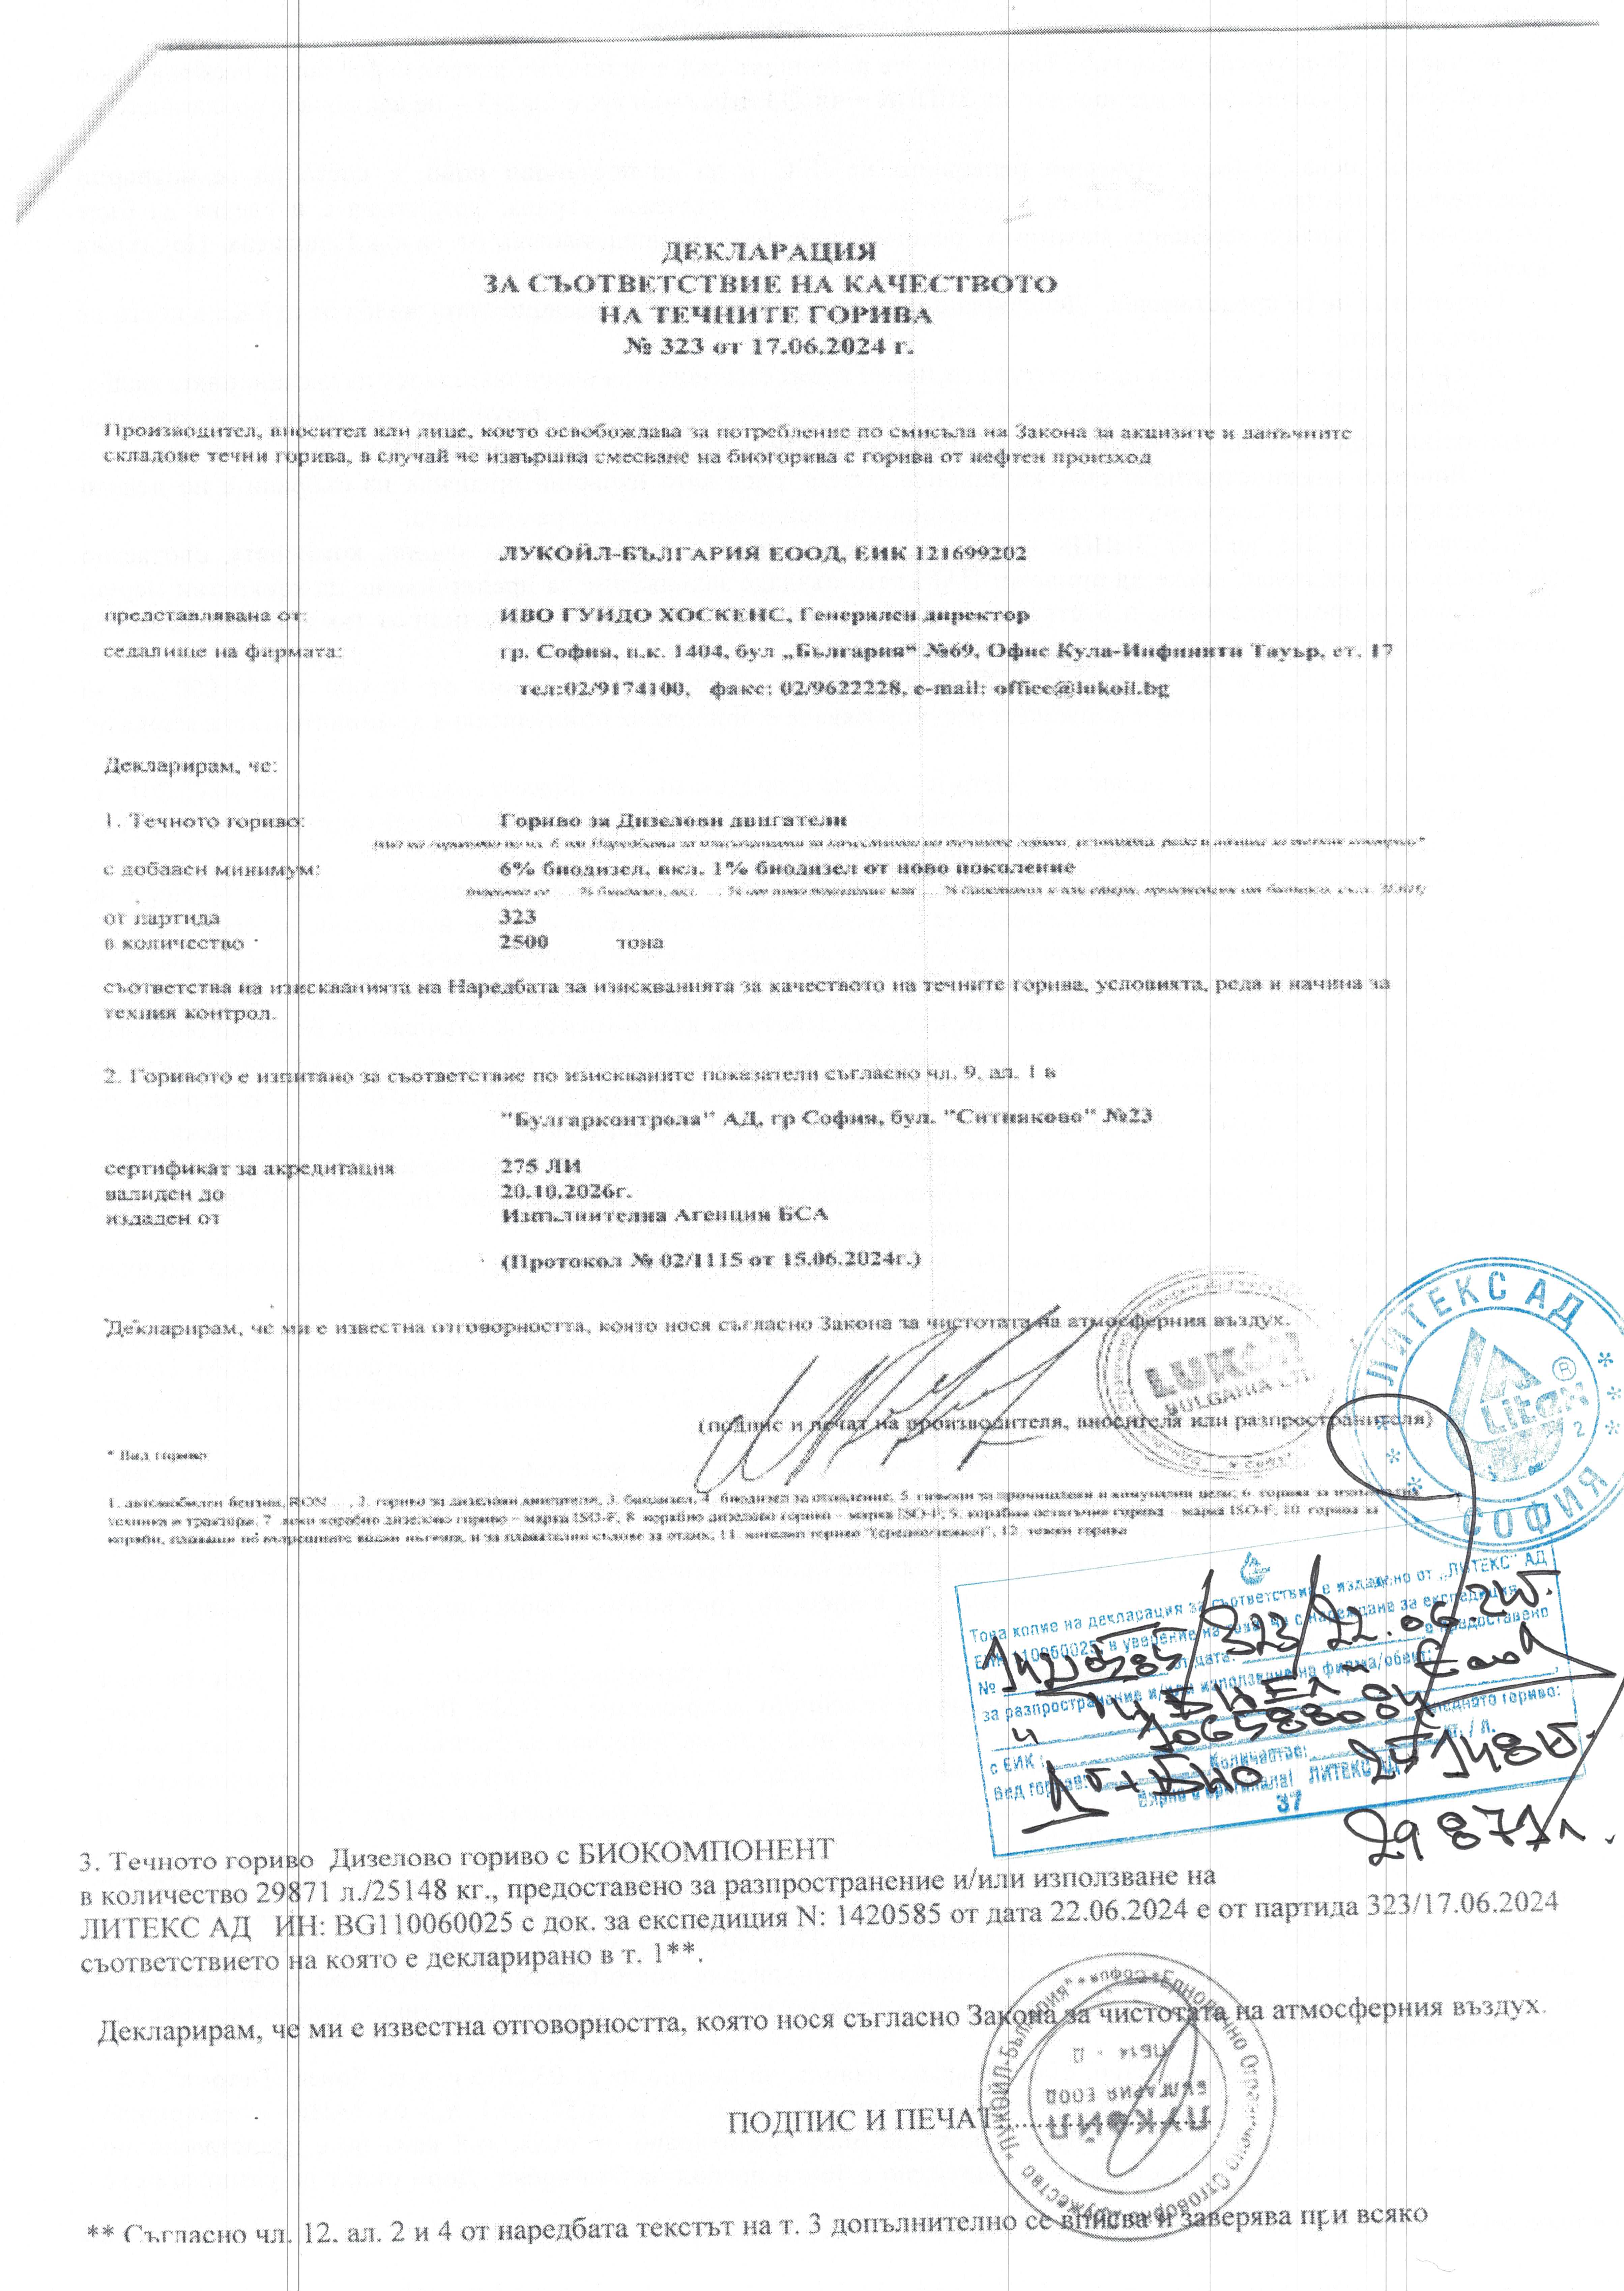 ДЕКЛАРАЦИЯ
ЗА СЪОТВЕТСТВИЕ НА КАЧЕСТВОТО
НА ТЕЧНИТЕ ГОРИВА
№ 323 от 17.06.2024 г.
Производител, вносител или лице, което освобождава за потребление по смисъла на Закона за акцизите и данъчните
складове течни горива, в случай че извършва смесване на биогорива с горива от нефтен произход
ЛУКОЙЛ-БЪЛГАРИЯ ЕООД, ЕИК 121699202
представлявана от: ИВО ГУИДО ХОСКЕНС, Генерален директор
седалище на фирмата: гр. София, п.к. 1404, бул „България“ №69, Офис Кула-Инфинити Тауър, ет. 17
тел:02/9174100, факс: 02/9622228, e-mail: office@lukoil.bg
Декларирам, че:
1. Течното гориво: Гориво за Дизелови двигатели
с добавен минимум: 6% биодизел, вкл. 1% биодизел от ново поколение
от партида 323
в количество 2500 тона
съответства на изискванията на Наредбата за изискванията за качеството на течните горива, условията, реда и начина за
техния контрол.
2. Горивото е изпитано за съответствие по изискваните показатели съгласно чл. 9, ал. 1 в
"Булгарконтрола" АД, гр София, бул. "Ситняково" №23
сертификат за акредитация 275 ЛИ
валиден до 20.10.2026г.
издаден от Изпълнителна Агенция БСА
(Протокол № 02/1115 от 15.06.2024г.)
Декларирам, че ми е известна отговорността, която нося съгласно Закона за чистотата на атмосферния въздух.
LUKOIL
BULGARIA LTD
ЛИТЕКС АД
LITEX
2
СОФИЯ
(подпис и печат на производителя, вносителя или разпространителя)
* Вид гориво
1. автомобилен бензин, RON 2. гориво за дизелови двигатели, 3. биодизел, 4. биодизел за отопление, 5. газьоли за промишлени и комунални цели, 6. горива за
техника и трактори, 7. леки корабно дизелово гориво – марка ISO-F, 8. корабно дизелово гориво – марка ISO-F, 9. корабни остатъчни горива – марка ISO-F, 10. горива за
кораби, плаващи по вътрешните водни пътища, и за плавателни съдове за отдих, 11. котелно гориво 12. тежки горива
Това копие на декларация за съответствие е издадено от „ЛИТЕКС“ АД
ЕИК 110060025, в уверение на това, че с нареждане за експедиция
№ 1420585/323/22.06.24г. от дата: е предоставено
за разпространение и/или използване на фирма/обект:
с ЕИК: 106588084 следното гориво:
Вид гориво: ДГ+БИО Количество: 25148 кг. / л.
Вярно с оригинала! ЛИТЕКС АД
37
29871л.
3. Течното гориво Дизелово гориво с БИОКОМПОНЕНТ
в количество 29871 л./25148 кг., предоставено за разпространение и/или използване на
ЛИТЕКС АД ИН: BG110060025 с док. за експедиция N: 1420585 от дата 22.06.2024 е от партида 323/17.06.2024
съответствието на която е декларирано в т. 1**.
Декларирам, че ми е известна отговорността, която нося съгласно Закона за чистотата на атмосферния въздух.
ПОДПИС И ПЕЧАТ
ЛУКОЙЛ
БЪЛГАРИЯ ЕООД
** Съгласно чл. 12, ал. 2 и 4 от наредбата текстът на т. 3 допълнително се вписва и заверява при всяко